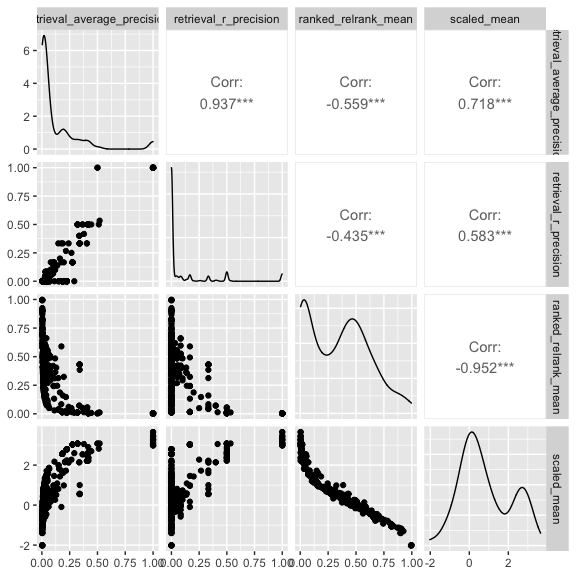 trieval_average_precisio
retrieval_r_precision
ranked_relrank_mean
scaled_mean
6
4
2
0
Corr:
0.937***
Corr:
-0.559***
Corr:
0.718***
trieval_average_precisio
1.00
0.75
0.50
0.25
0.00
Corr:
-0.435***
Corr:
0.583***
retrieval_r_precision
1.00
0.75
0.50
0.25
0.00
Corr:
-0.952***
ranked_relrank_mean
2
0
-2
scaled_mean
0.00 0.25 0.50 0.75 1.00
0.00 0.25 0.50 0.75 1.00
0.00 0.25 0.50 0.75 1.00
-2 0 2